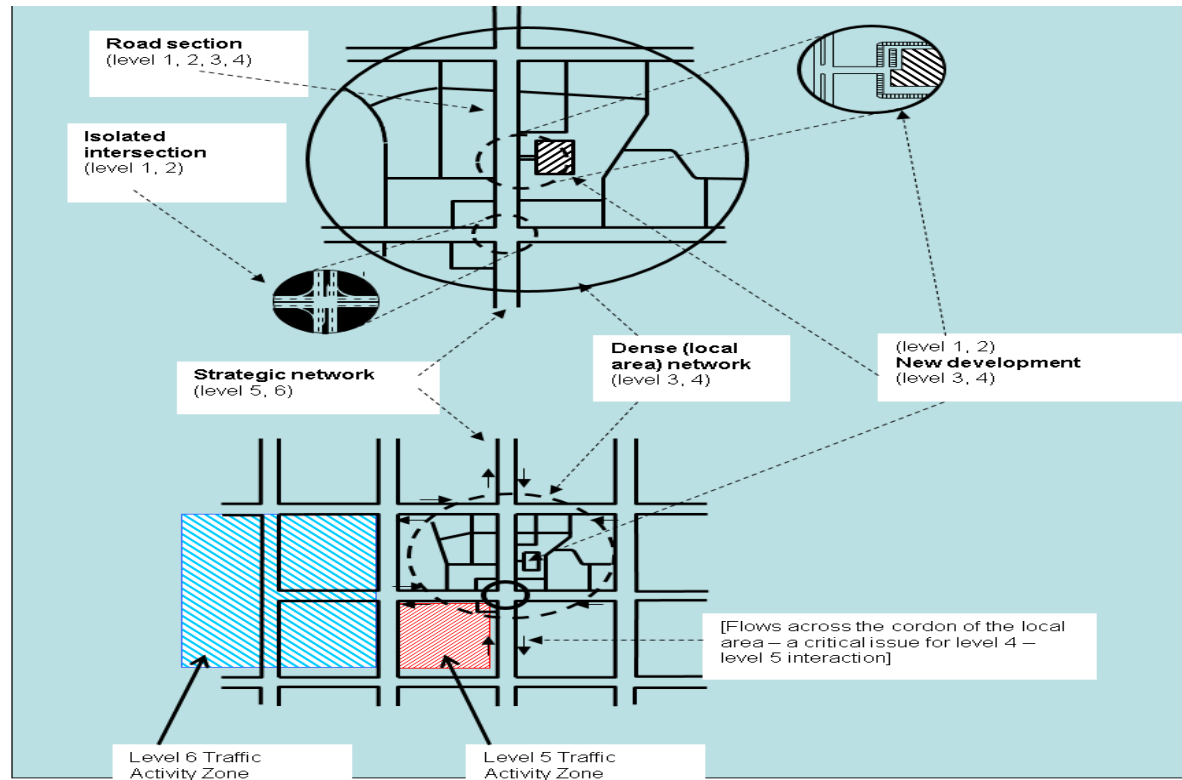 Road section
(level 1, 2, 3, 4)
Isolated
intersection
(level 1, 2)
Strategic network
(level 5, 6)
Dense (local
area) network
(level 3, 4)
(level 1, 2)
New development
(level 3, 4)
[Flows across the cordon of the local
area – a critical issue for level 4 –
level 5 interaction]
Level 6 Traffic
Activity Zone
Level 5 Traffic
Activity Zone